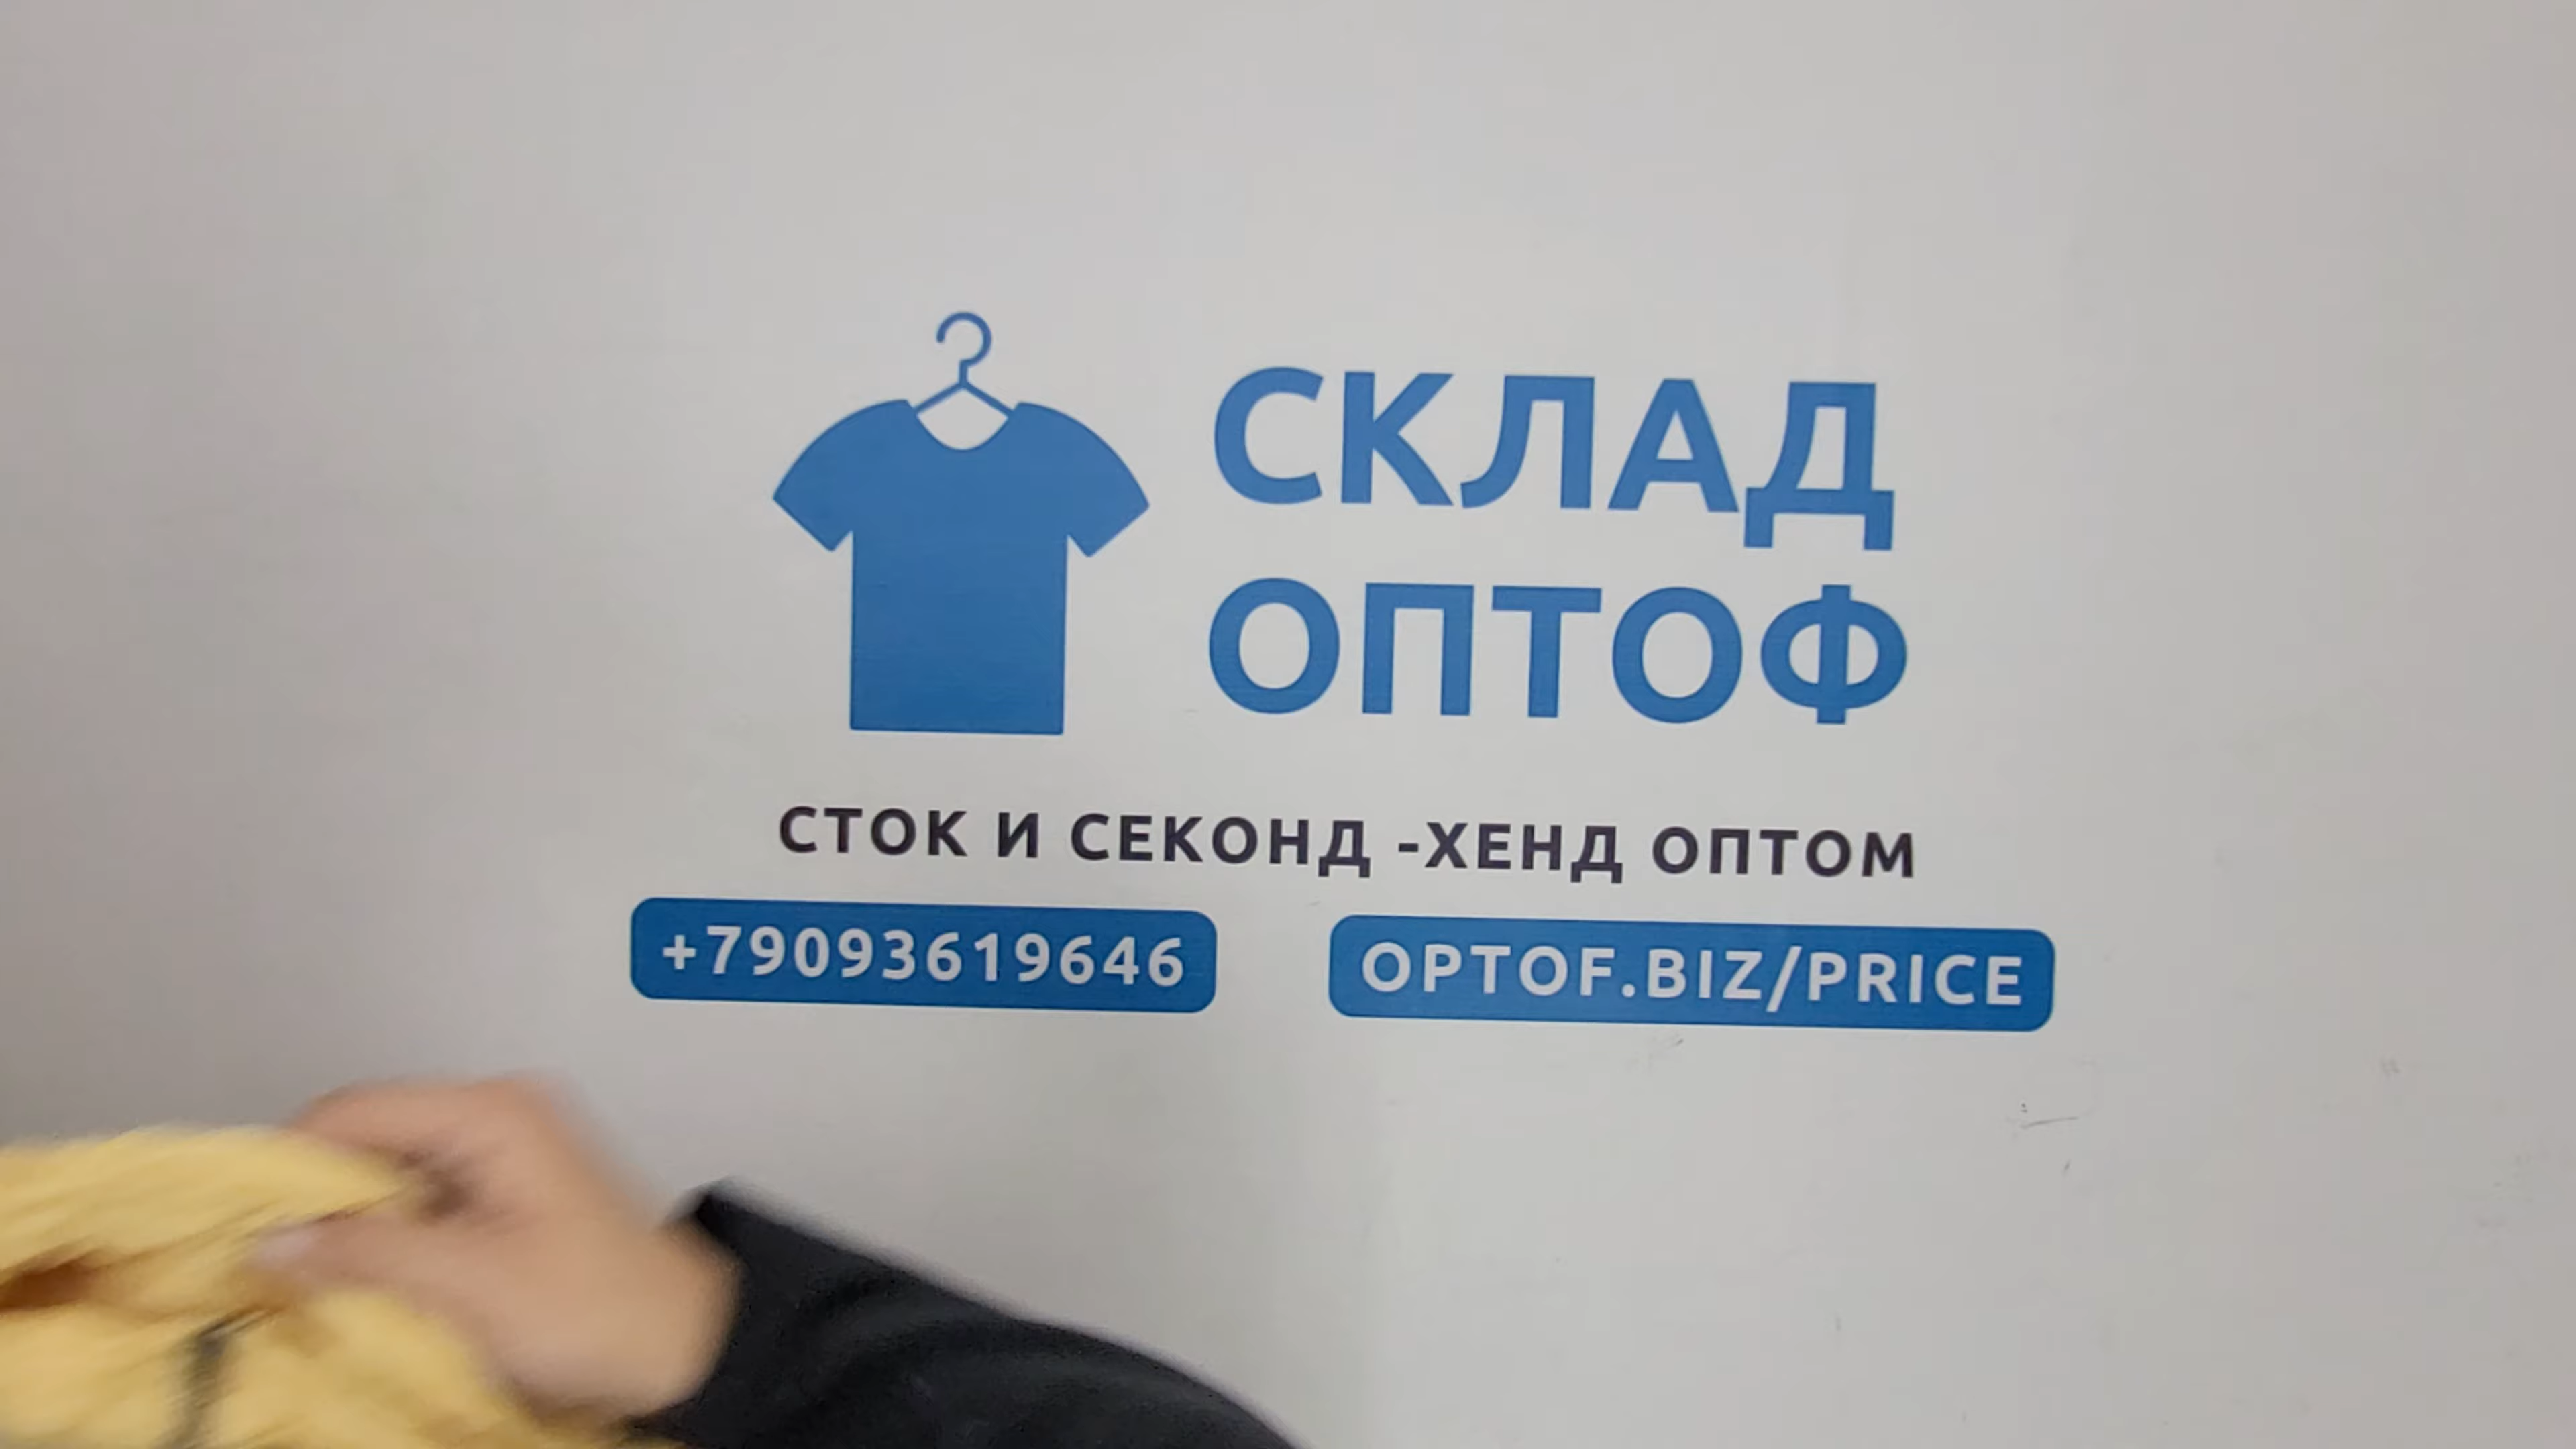 СКЛАД
ОПТОФ
СТОК И СЕКОНД -ХЕНД ОПТОМ
+79093619646
OPTOF.BIZ/PRICE